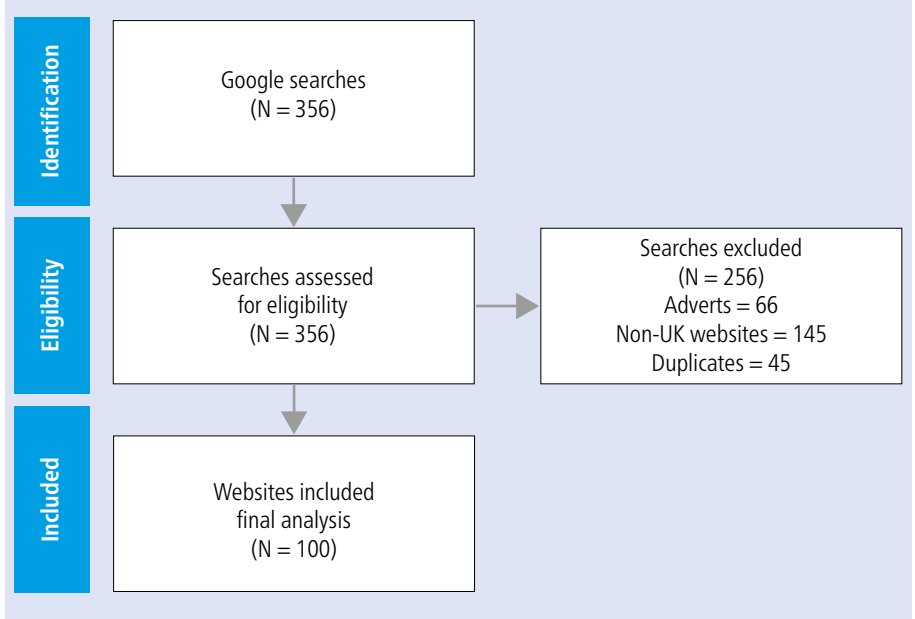 Identification
Google searches
(N = 356)
Eligibility
Searches assessed
for eligibility
(N = 356)
Searches excluded
(N = 256)
Adverts = 66
Non-UK websites = 145
Duplicates = 45
Included
Websites included
final analysis
(N = 100)